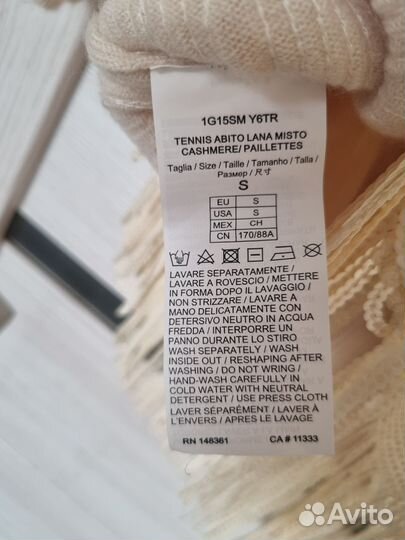 1G15SM Y6TR
TENNIS ABITO LANA MISTO
CASHMERE/ PAILLETTES
Taglia / Size / Taille / Tamanho / Talla /
Размер / 尺寸
S
EU S
USA S
MEX CH
CN 170/88A
LAVARE SEPARATAMENTE /
LAVARE A ROVESCIO / METTERE
IN FORMA DOPO IL LAVAGGIO /
NON STRIZZARE / LAVARE A
MANO DELICATAMENTE CON
DETERSIVO NEUTRO IN ACQUA
FREDDA / INTERPORRE UN
PANNO DURANTE LO STIRO
WASH SEPARATELY / WASH
INSIDE OUT / RESHAPING AFTER
WASHING / DO NOT WRING /
HAND-WASH CAREFULLY IN
COLD WATER WITH NEUTRAL
DETERGENT / USE PRESS CLOTH
LAVER SÉPARÉMENT / LAVER À
L'ENVERS / APRES LE LAVAGE
RN 148361 CA # 11333
Avito